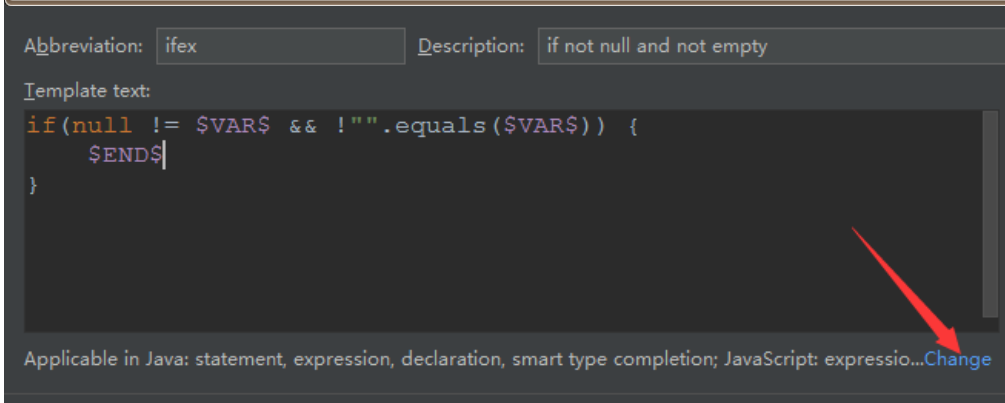 Abbreviation: ifex Description: if not null and not empty
Template text:
if(null != $VAR$ && !"".equals($VAR$)) {
    $END$
}
Applicable in Java: statement, expression, declaration, smart type completion; JavaScript: expressio...Change